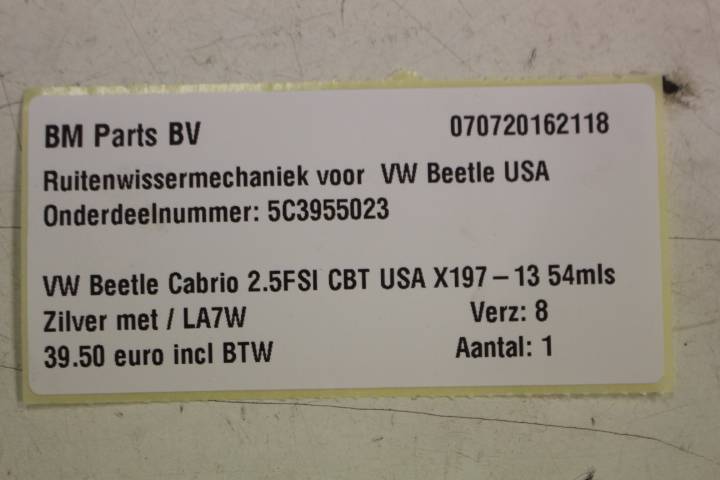 BM Parts BV 070720162118
Ruitenwissermechaniek voor VW Beetle USA
Onderdeelnummer: 5C3955023
VW Beetle Cabrio 2.5FSI CBT USA X197 – 13 54mls
Zilver met / LA7W Verz: 8
39.50 euro incl BTW Aantal: 1